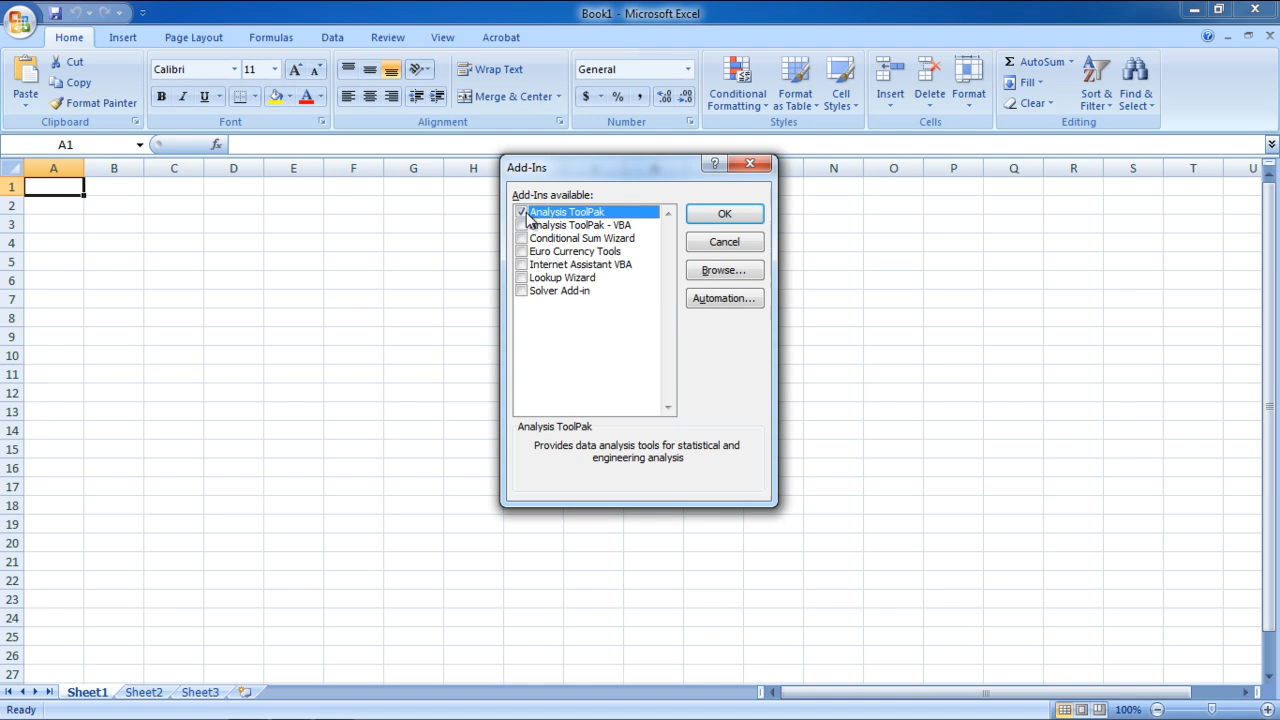 Book1 - Microsoft Excel
Home Insert Page Layout Formulas Data Review View Acrobat
Paste
Cut
Copy
Format Painter
Clipboard
Calibri 11
B I U
Font
Wrap Text
Merge & Center
Alignment
General
$ % ,
Number
Conditional Formatting
Format as Table
Cell Styles
Styles
Insert Delete Format
Cells
Σ AutoSum
Fill
Clear
Sort & Filter
Find & Select
Editing
A1 fx
A B C D E F G H N O P Q R S T U
1
2
3
4
5
6
7
8
9
10
11
12
13
14
15
16
17
18
19
20
21
22
23
24
25
26
27
Add-Ins
Add-Ins available:
Analysis ToolPak
Analysis ToolPak - VBA
Conditional Sum Wizard
Euro Currency Tools
Internet Assistant VBA
Lookup Wizard
Solver Add-in
OK
Cancel
Browse...
Automation...
Analysis ToolPak
Provides data analysis tools for statistical and
engineering analysis
Sheet1 Sheet2 Sheet3
Ready 100%